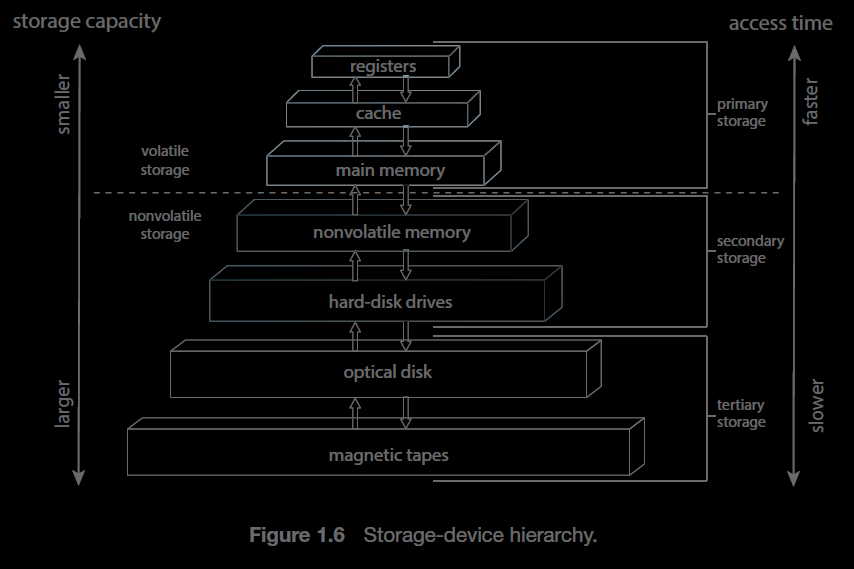 storage capacity
access time
smaller
larger
volatile
storage
nonvolatile
storage
registers
cache
main memory
nonvolatile memory
hard-disk drives
optical disk
magnetic tapes
primary
storage
secondary
storage
tertiary
storage
faster
slower
Figure 1.6 Storage-device hierarchy.